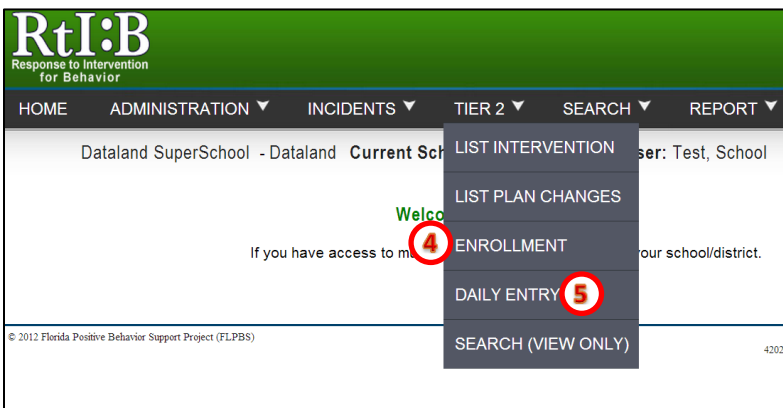 RtI:B
Response to Intervention
for Behavior
HOME ADMINISTRATION INCIDENTS TIER 2 SEARCH REPORT
Dataland SuperSchool - Dataland Current Sch ser: Test, School
LIST INTERVENTION
LIST PLAN CHANGES
Welco
If you have access to m your school/district.
4 ENROLLMENT
DAILY ENTRY 5
SEARCH (VIEW ONLY)
© 2012 Florida Positive Behavior Support Project (FLPBS)
4202